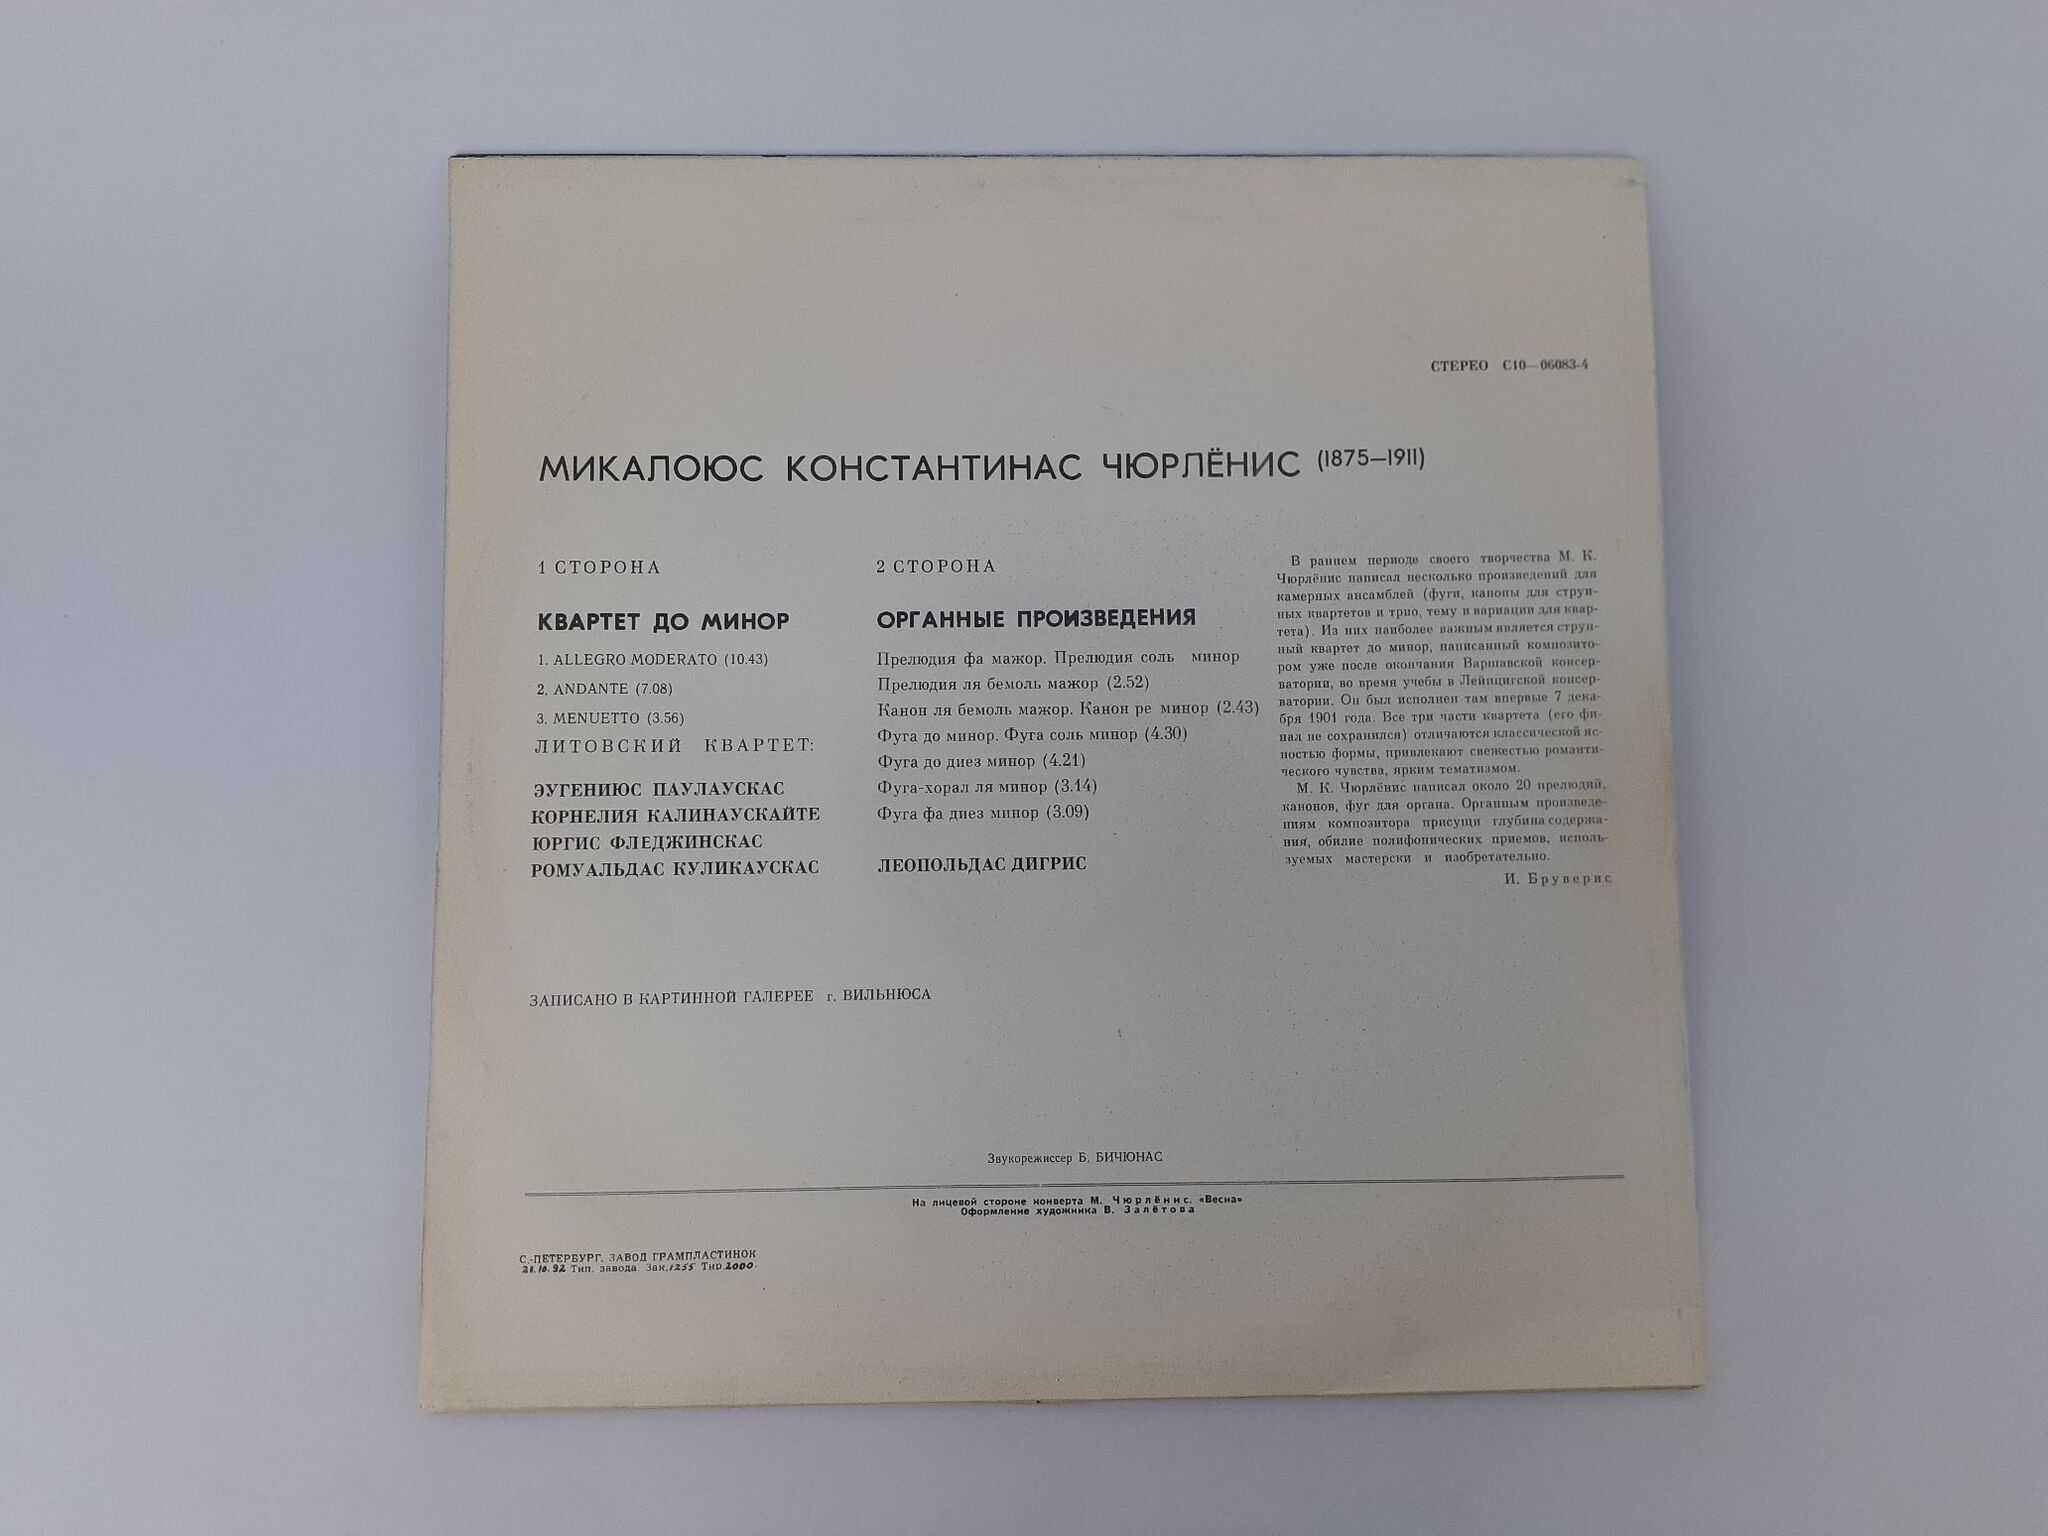 СТЕРЕО С10—06083-4
МИКАЛОЮС КОНСТАНТИНАС ЧЮРЛЁНИС (1875—1911)
1 СТОРОНА
КВАРТЕТ ДО МИНОР
1. ALLEGRO MODERATO (10.43)
2. ANDANTE (7.08)
3. MENUETTO (3.56)
ЛИТОВСКИЙ КВАРТЕТ:
ЭУГЕНИЮС ПАУЛАУСКАС
КОРНЕЛИЯ КАЛИНАУСКАЙТЕ
ЮРГИС ФЛЕДЖИНСКАС
РОМУАЛЬДАС КУЛИКАУСКАС
2 СТОРОНА
ОРГАННЫЕ ПРОИЗВЕДЕНИЯ
Прелюдия фа мажор. Прелюдия соль минор
Прелюдия ля бемоль мажор (2.52)
Канон ля бемоль мажор. Канон ре минор (2.43)
Фуга до минор. Фуга соль минор (4.30)
Фуга до диез минор (4.21)
Фуга-хорал ля минор (3.14)
Фуга фа диез минор (3.09)
ЛЕОПОЛЬДАС ДИГРИС
В раннем периоде своего творчества М. К.
Чюрлёнис написал несколько произведений для
камерных ансамблей (фуги, каноны для струн-
ных квартетов и трио, тему и вариации для квар-
тета). Из них наиболее важным является струн-
ный квартет до минор, написанный композито-
ром уже после окончания Варшавской консер-
ватории, во время учебы в Лейпцигской консер-
ватории. Он был исполнен там впервые 7 дека-
бря 1901 года. Все три части квартета (его фи-
нал не сохранился) отличаются классической яс-
ностью формы, привлекают свежестью романти-
ческого чувства, ярким тематизмом.
М. К. Чюрлёнис написал около 20 прелюдий,
канонов, фуг для органа. Органным произведе-
ниям композитора присущи глубина содержа-
ния, обилие полифонических приемов, исполь-
зуемых мастерски и изобретательно.
И. Бруверис
ЗАПИСАНО В КАРТИННОЙ ГАЛЕРЕЕ г. ВИЛЬНЮСА
Звукорежиссер Б. БИЧЮНАС
На лицевой стороне конверта М. Чюрлёнис. «Весна»
Оформление художника В. Залётова
С.-ПЕТЕРБУРГ. ЗАВОД ГРАМПЛАСТИНОК
21.10.92 Тип. завода. Зак.1255 Тир.2000.